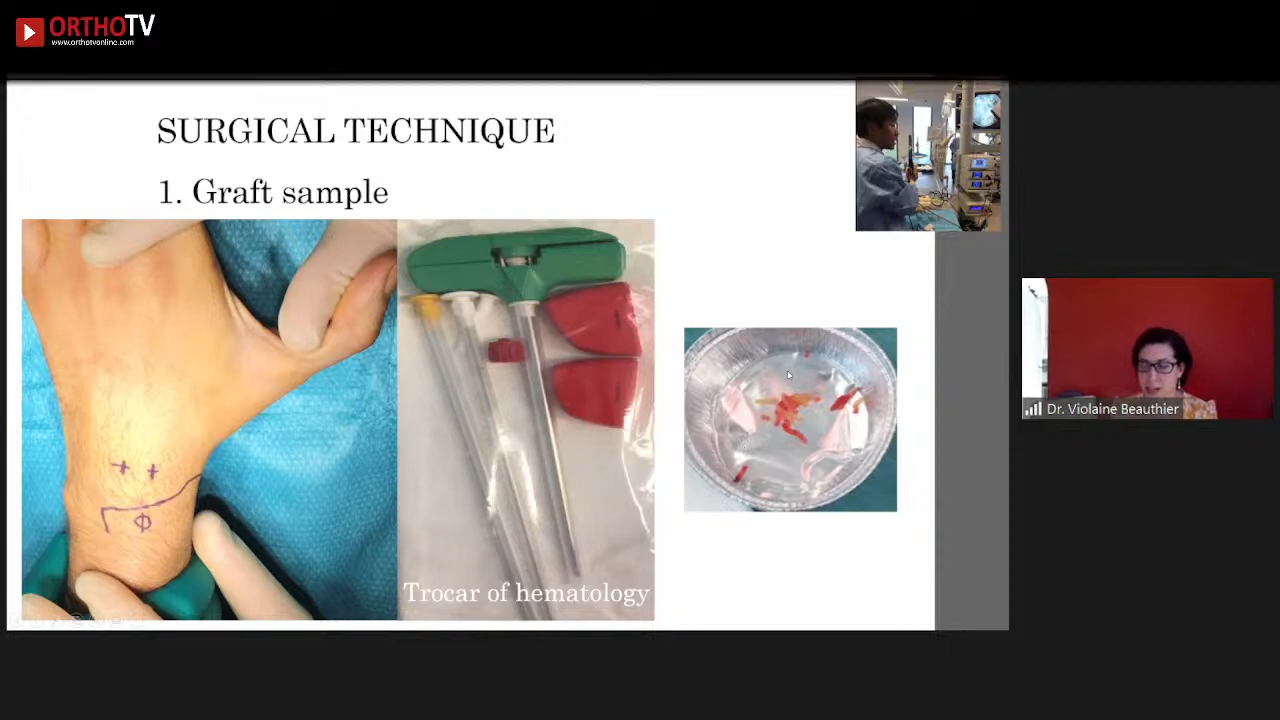 ORTHOTV
www.orthotvonline.com
SURGICAL TECHNIQUE
1. Graft sample
Trocar of hematology
Dr. Violaine Beauthier